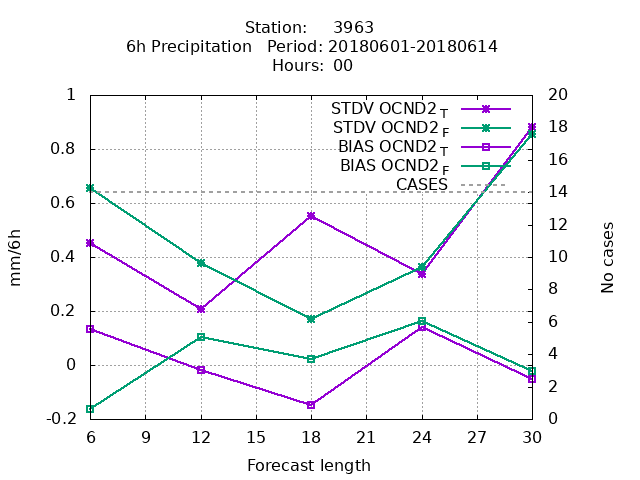 Station: 3963
6h Precipitation Period: 20180601-20180614
Hours: 00
1
0.8
0.6
0.4
0.2
0
-0.2
mm/6h
20
18
16
14
12
10
8
6
4
2
0
No cases
STDV OCND2 T
STDV OCND2 F
BIAS OCND2 T
BIAS OCND2 F
CASES
6 9 12 15 18 21 24 27 30
Forecast length